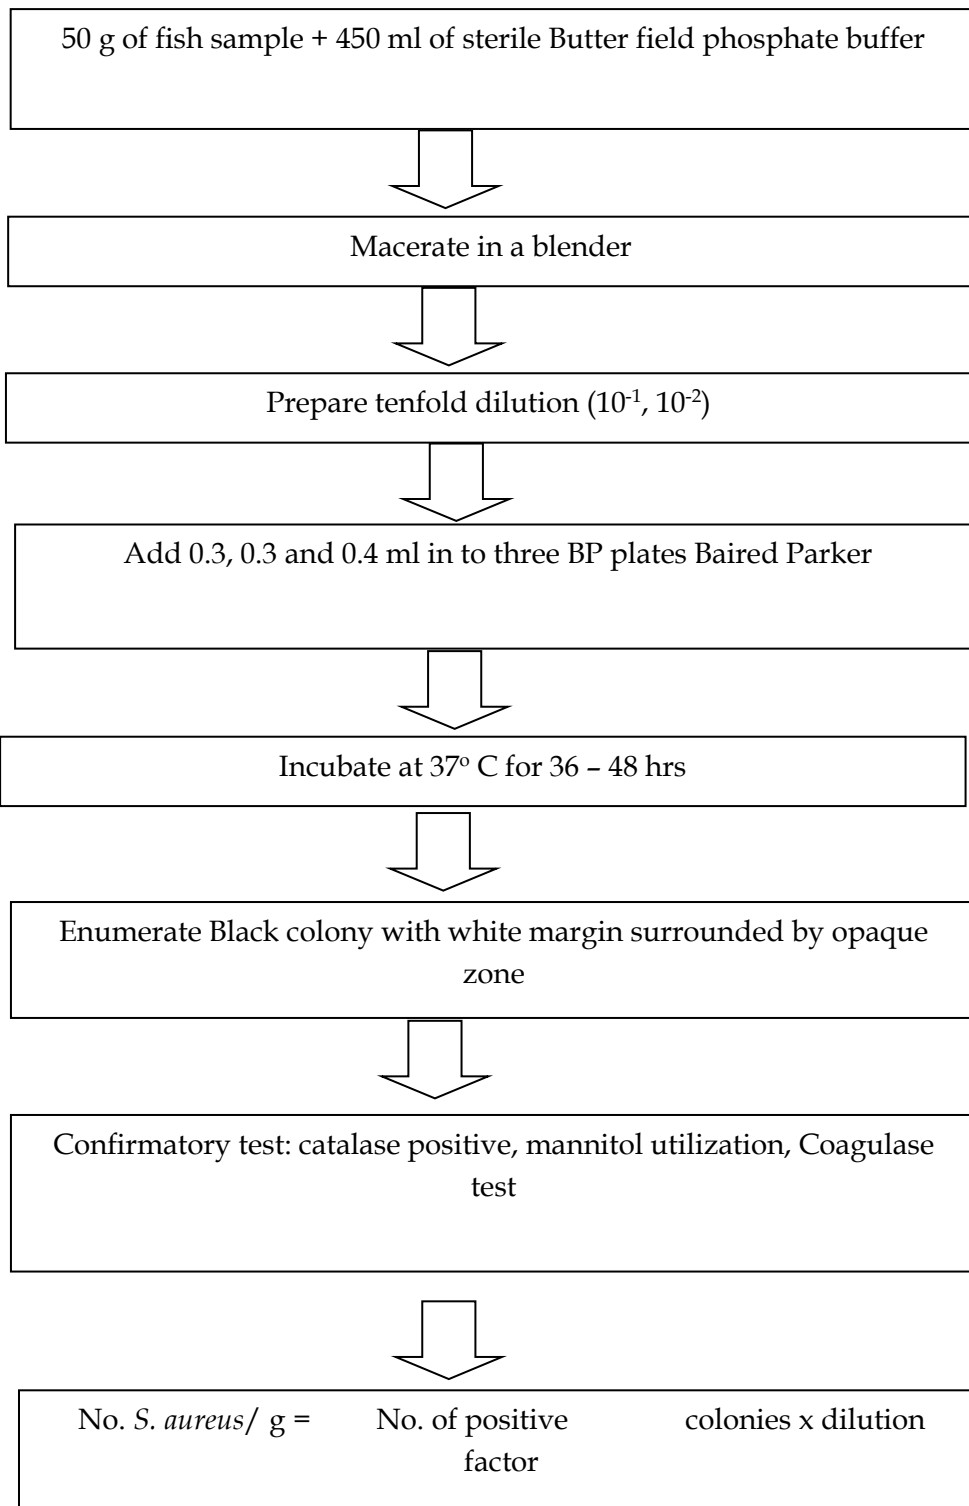 50 g of fish sample + 450 ml of sterile Butter field phosphate buffer
Macerate in a blender
Prepare tenfold dilution (10⁻¹, 10⁻²)
Add 0.3, 0.3 and 0.4 ml in to three BP plates Baired Parker
Incubate at 37º C for 36 – 48 hrs
Enumerate Black colony with white margin surrounded by opaque
zone
Confirmatory test: catalase positive, mannitol utilization, Coagulase
test
No. S. aureus/ g = No. of positive colonies x dilution
factor